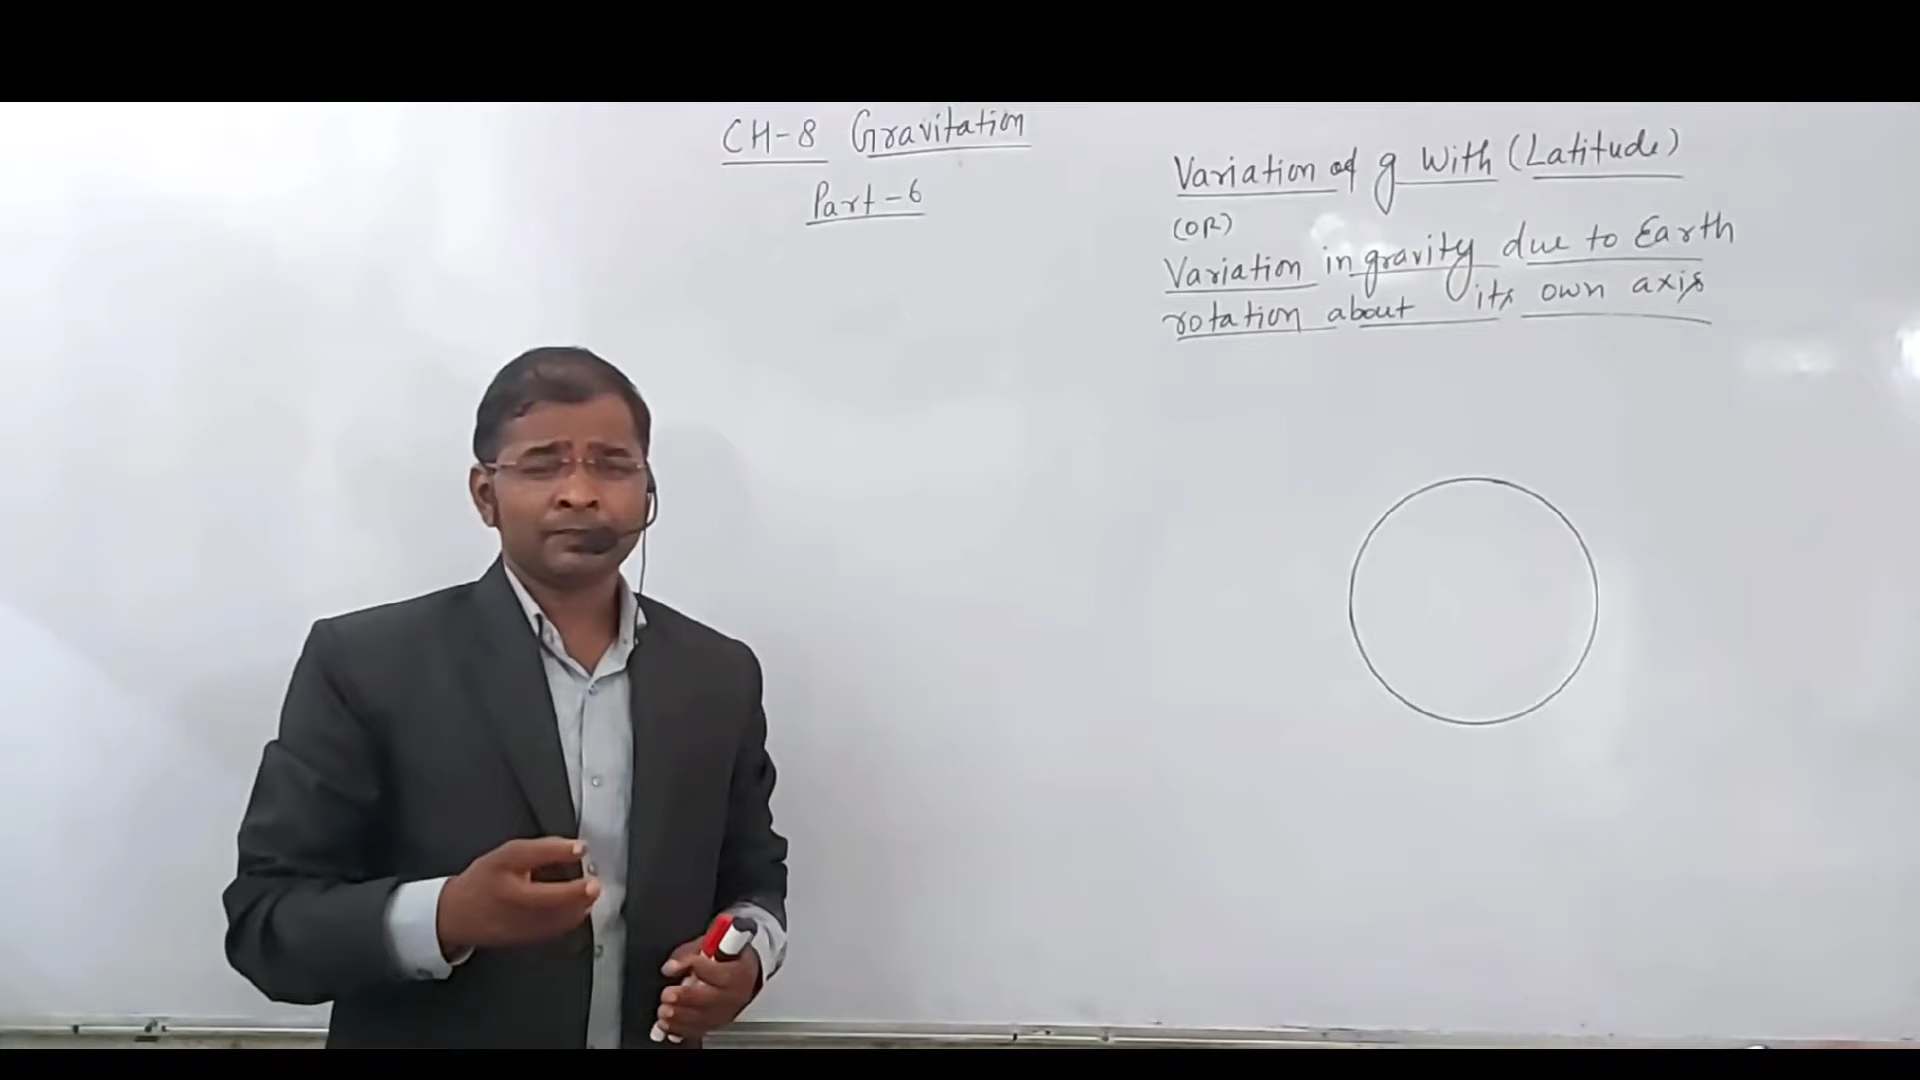 CH-8 Gravitation
Part-6
Variation of g With (Latitude)
(OR)
Variation in gravity due to Earth
rotation about its own axis